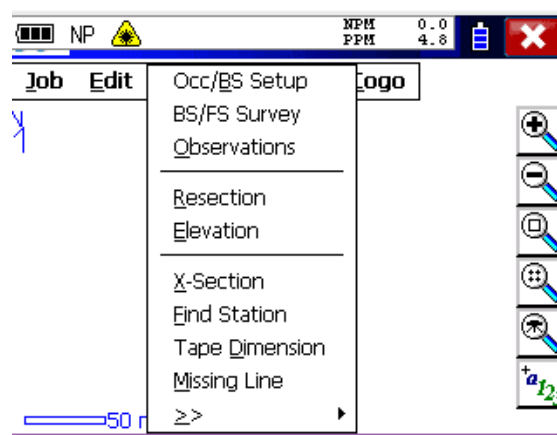 NP NPM 0.0
PPM 4.8
Job Edit Cogo
Occ/BS Setup
BS/FS Survey
Observations
Resection
Elevation
X-Section
Find Station
Tape Dimension
Missing Line
>>
50